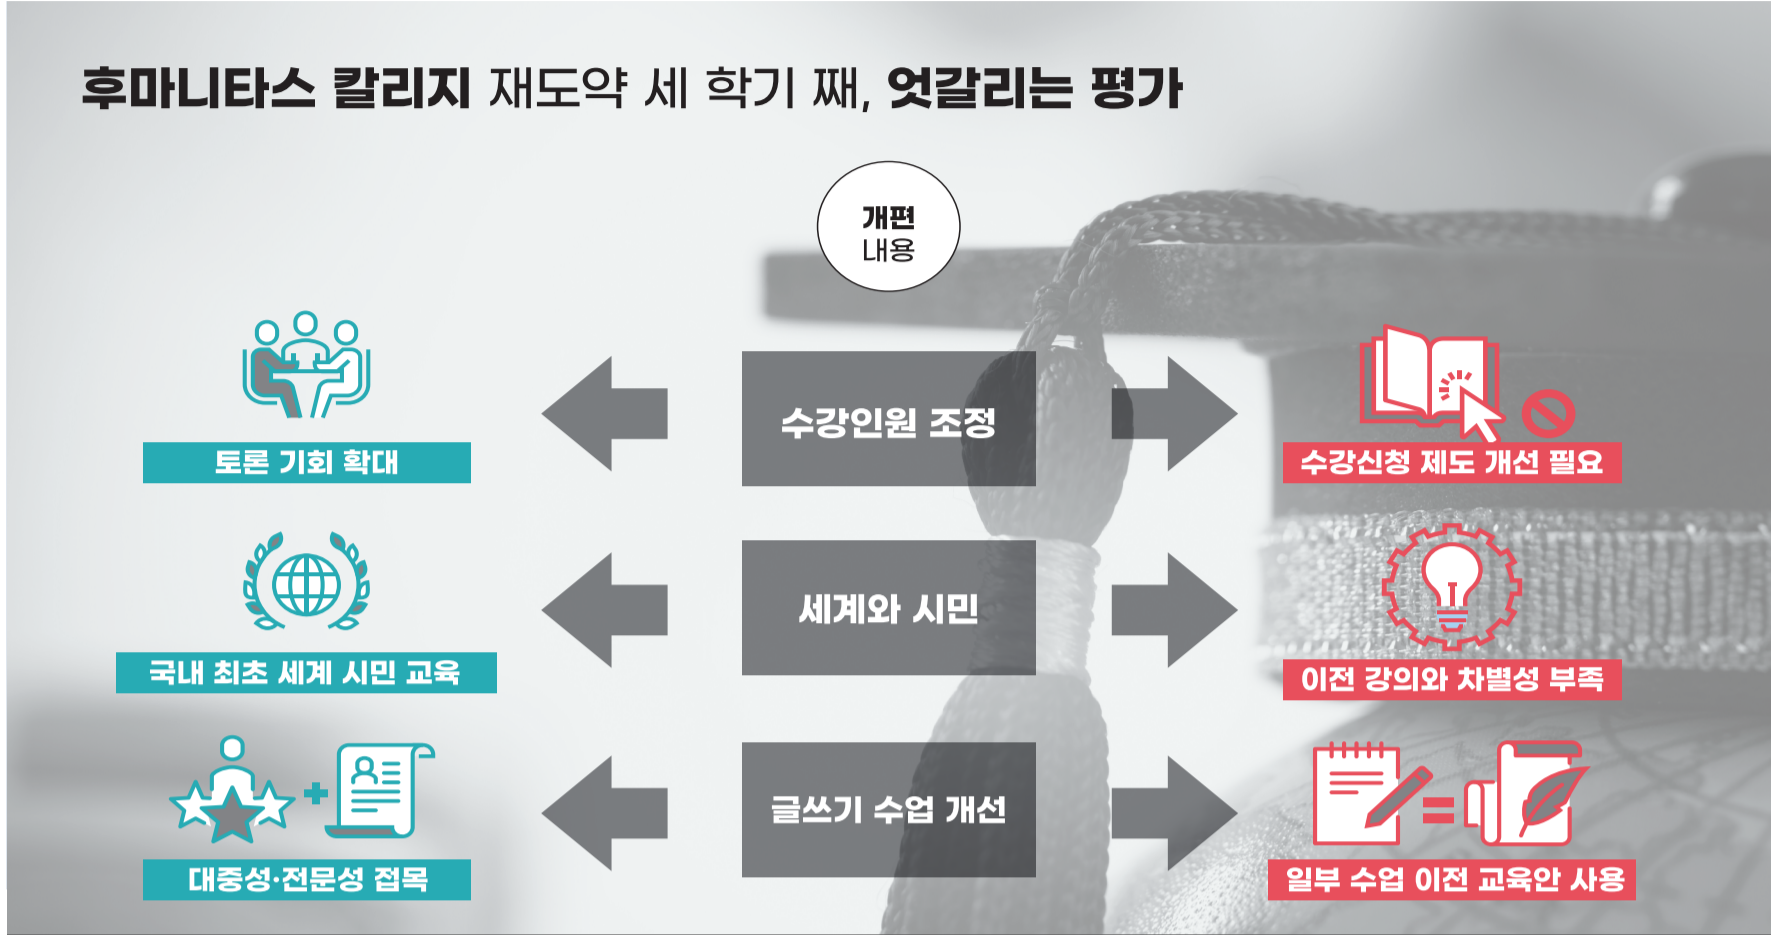 후마니타스 칼리지 재도약 세 학기 째, 엇갈리는 평가
개편
내용
토론 기회 확대
수강인원 조정
수강신청 제도 개선 필요
국내 최초 세계 시민 교육
세계와 시민
이전 강의와 차별성 부족
대중성·전문성 접목
글쓰기 수업 개선
일부 수업 이전 교육안 사용